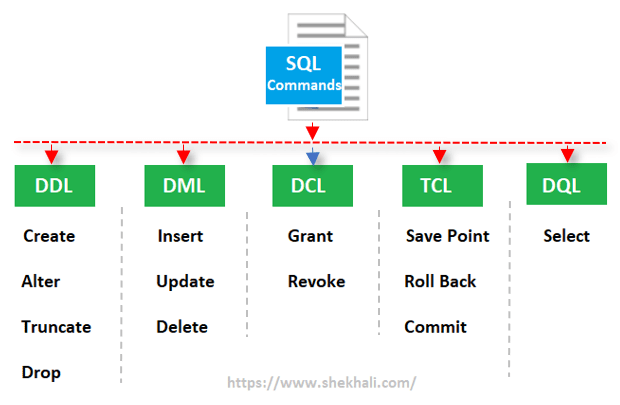 SQL
Commands
DDL
DML
DCL
TCL
DQL
Create
Insert
Grant
Save Point
Select
Alter
Update
Revoke
Roll Back
Truncate
Delete
Commit
Drop
https://www.shekhali.com/